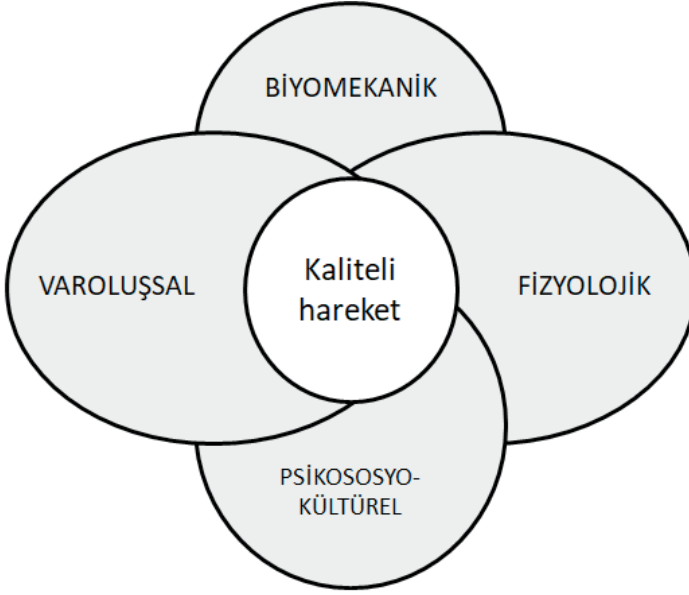 BİYOMEKANİK
VAROLUŞSAL
Kaliteli
hareket
FİZYOLOJİK
PSİKOSOSYO-
KÜLTÜREL